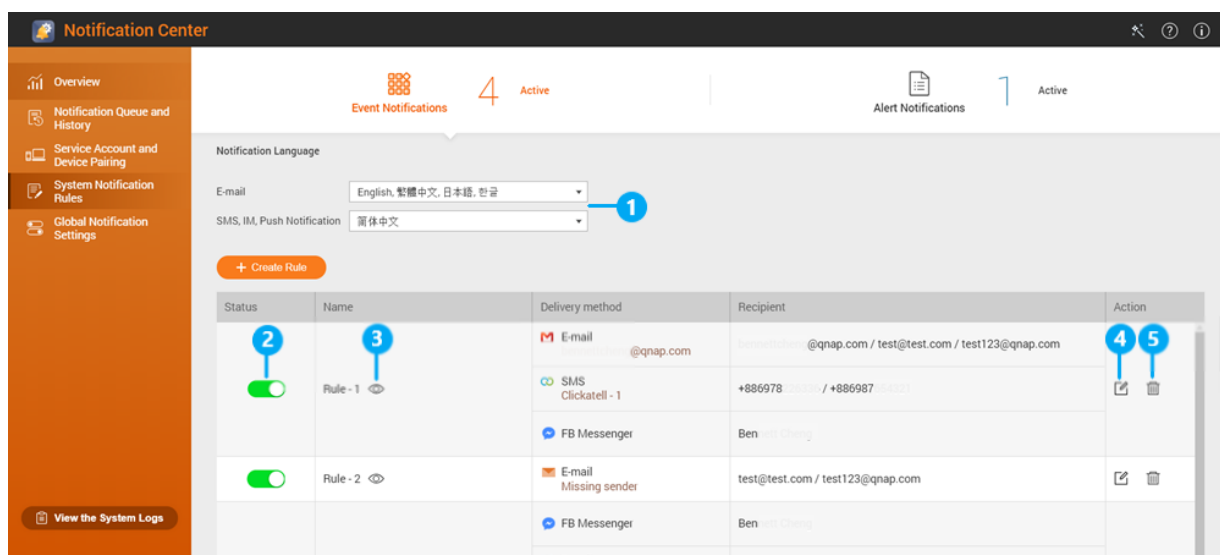 Notification Center
Overview
Notification Queue and
History
Service Account and
Device Pairing
System Notification
Rules
Global Notification
Settings
View the System Logs
Event Notifications
4
Active
Alert Notifications
1
Active
Notification Language
E-mail
English, 繁體中文, 日本語, 한글
SMS, IM, Push Notification
简体中文
1
+ Create Rule
Status
Name
Delivery method
Recipient
Action
2
3
4
5
Rule - 1
E-mail
@qnap.com
@qnap.com / test@test.com / test123@qnap.com
SMS
Clickatell - 1
+886978 / +886987
FB Messenger
Ben
Rule - 2
E-mail
Missing sender
test@test.com / test123@qnap.com
FB Messenger
Ben